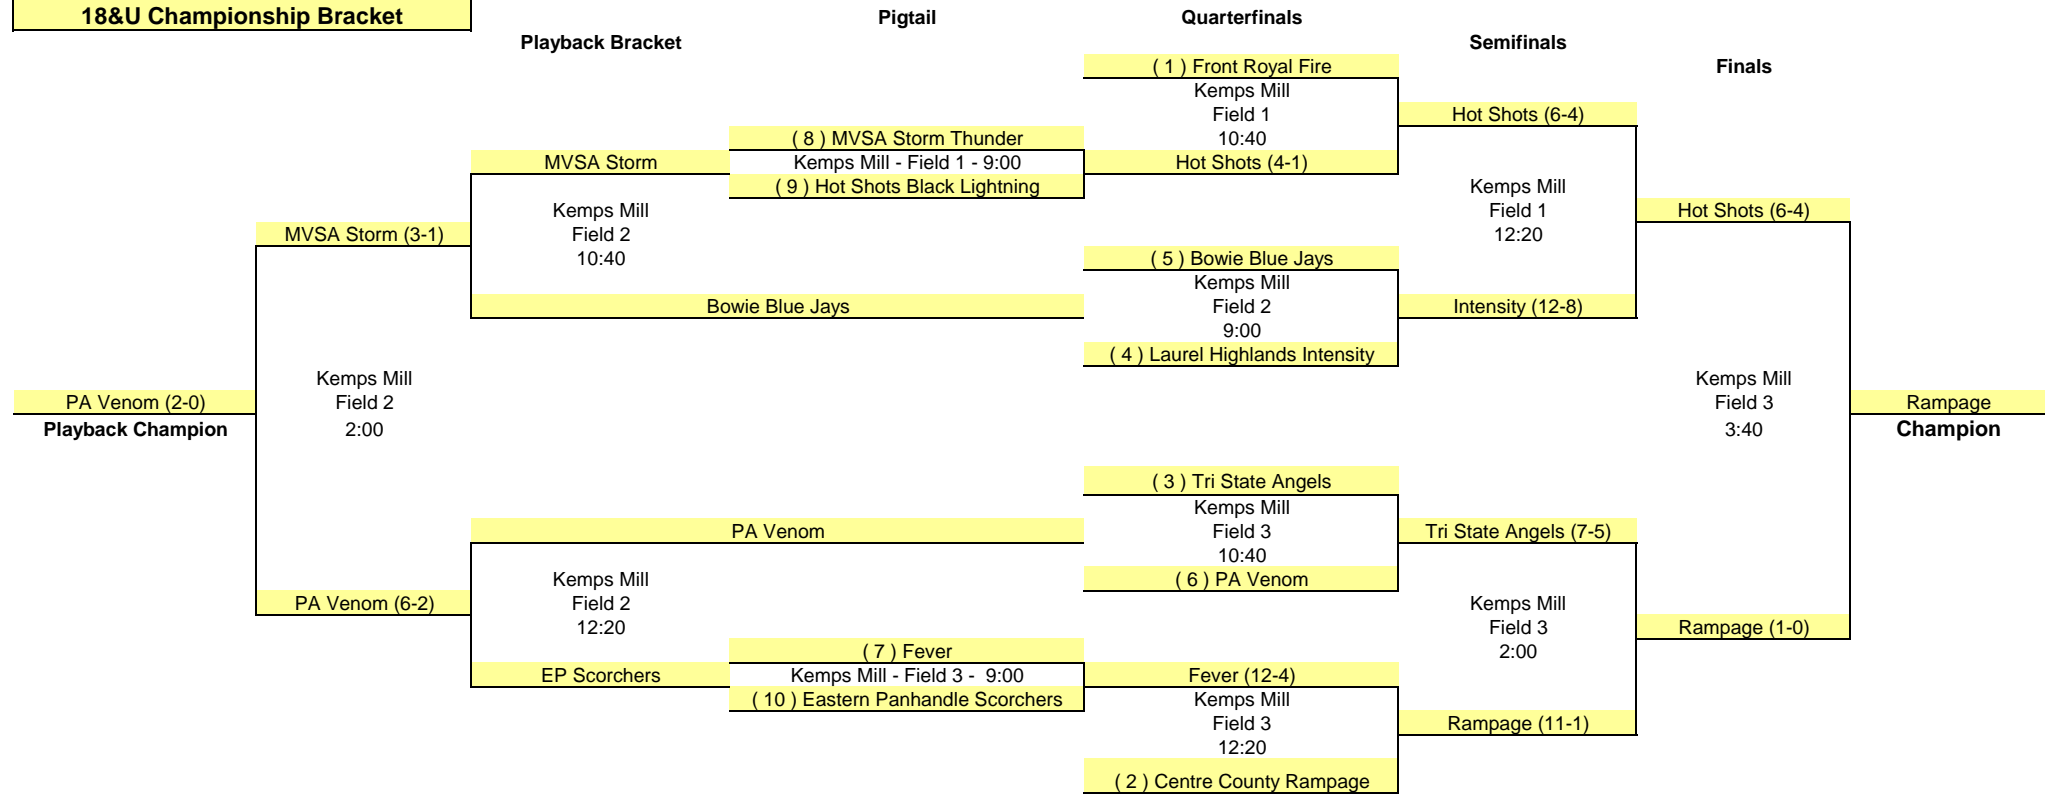 18&U Championship Bracket
Pigtail
Quarterfinals
Playback Bracket
Semifinals
Finals
( 1 ) Front Royal Fire
Kemps Mill
Field 1
10:40
Hot Shots (6-4)
( 8 ) MVSA Storm Thunder
MVSA Storm
Kemps Mill - Field 1 - 9:00
Hot Shots (4-1)
( 9 ) Hot Shots Black Lightning
Kemps Mill
Field 1
12:20
Kemps Mill
Field 2
10:40
Hot Shots (6-4)
MVSA Storm (3-1)
( 5 ) Bowie Blue Jays
Kemps Mill
Field 2
9:00
Bowie Blue Jays
Intensity (12-8)
( 4 ) Laurel Highlands Intensity
Kemps Mill
Field 2
2:00
Kemps Mill
Field 3
3:40
PA Venom (2-0)
Playback Champion
Rampage
Champion
( 3 ) Tri State Angels
Kemps Mill
Field 3
10:40
PA Venom
Tri State Angels (7-5)
( 6 ) PA Venom
Kemps Mill
Field 2
12:20
PA Venom (6-2)
Kemps Mill
Field 3
2:00
Rampage (1-0)
( 7 ) Fever
EP Scorchers
Kemps Mill - Field 3 - 9:00
Fever (12-4)
( 10 ) Eastern Panhandle Scorchers
Kemps Mill
Field 3
12:20
Rampage (11-1)
( 2 ) Centre County Rampage